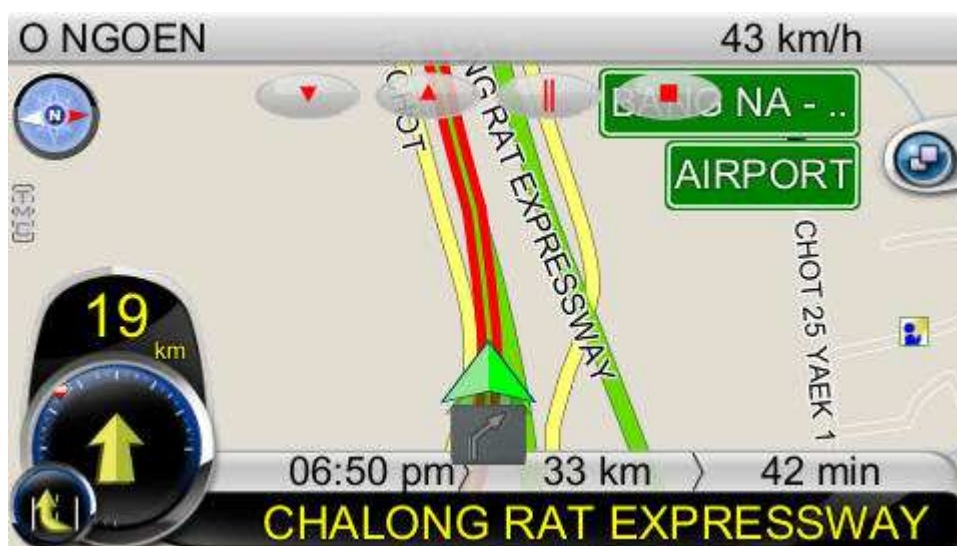 O NGOEN
43 km/h
N
BANG NA - ..
AIRPORT
CHOT
NG RAT EXPRESSWAY
CHOT 25 YAEK 1
19
km
06:50 pm
33 km
42 min
CHALONG RAT EXPRESSWAY